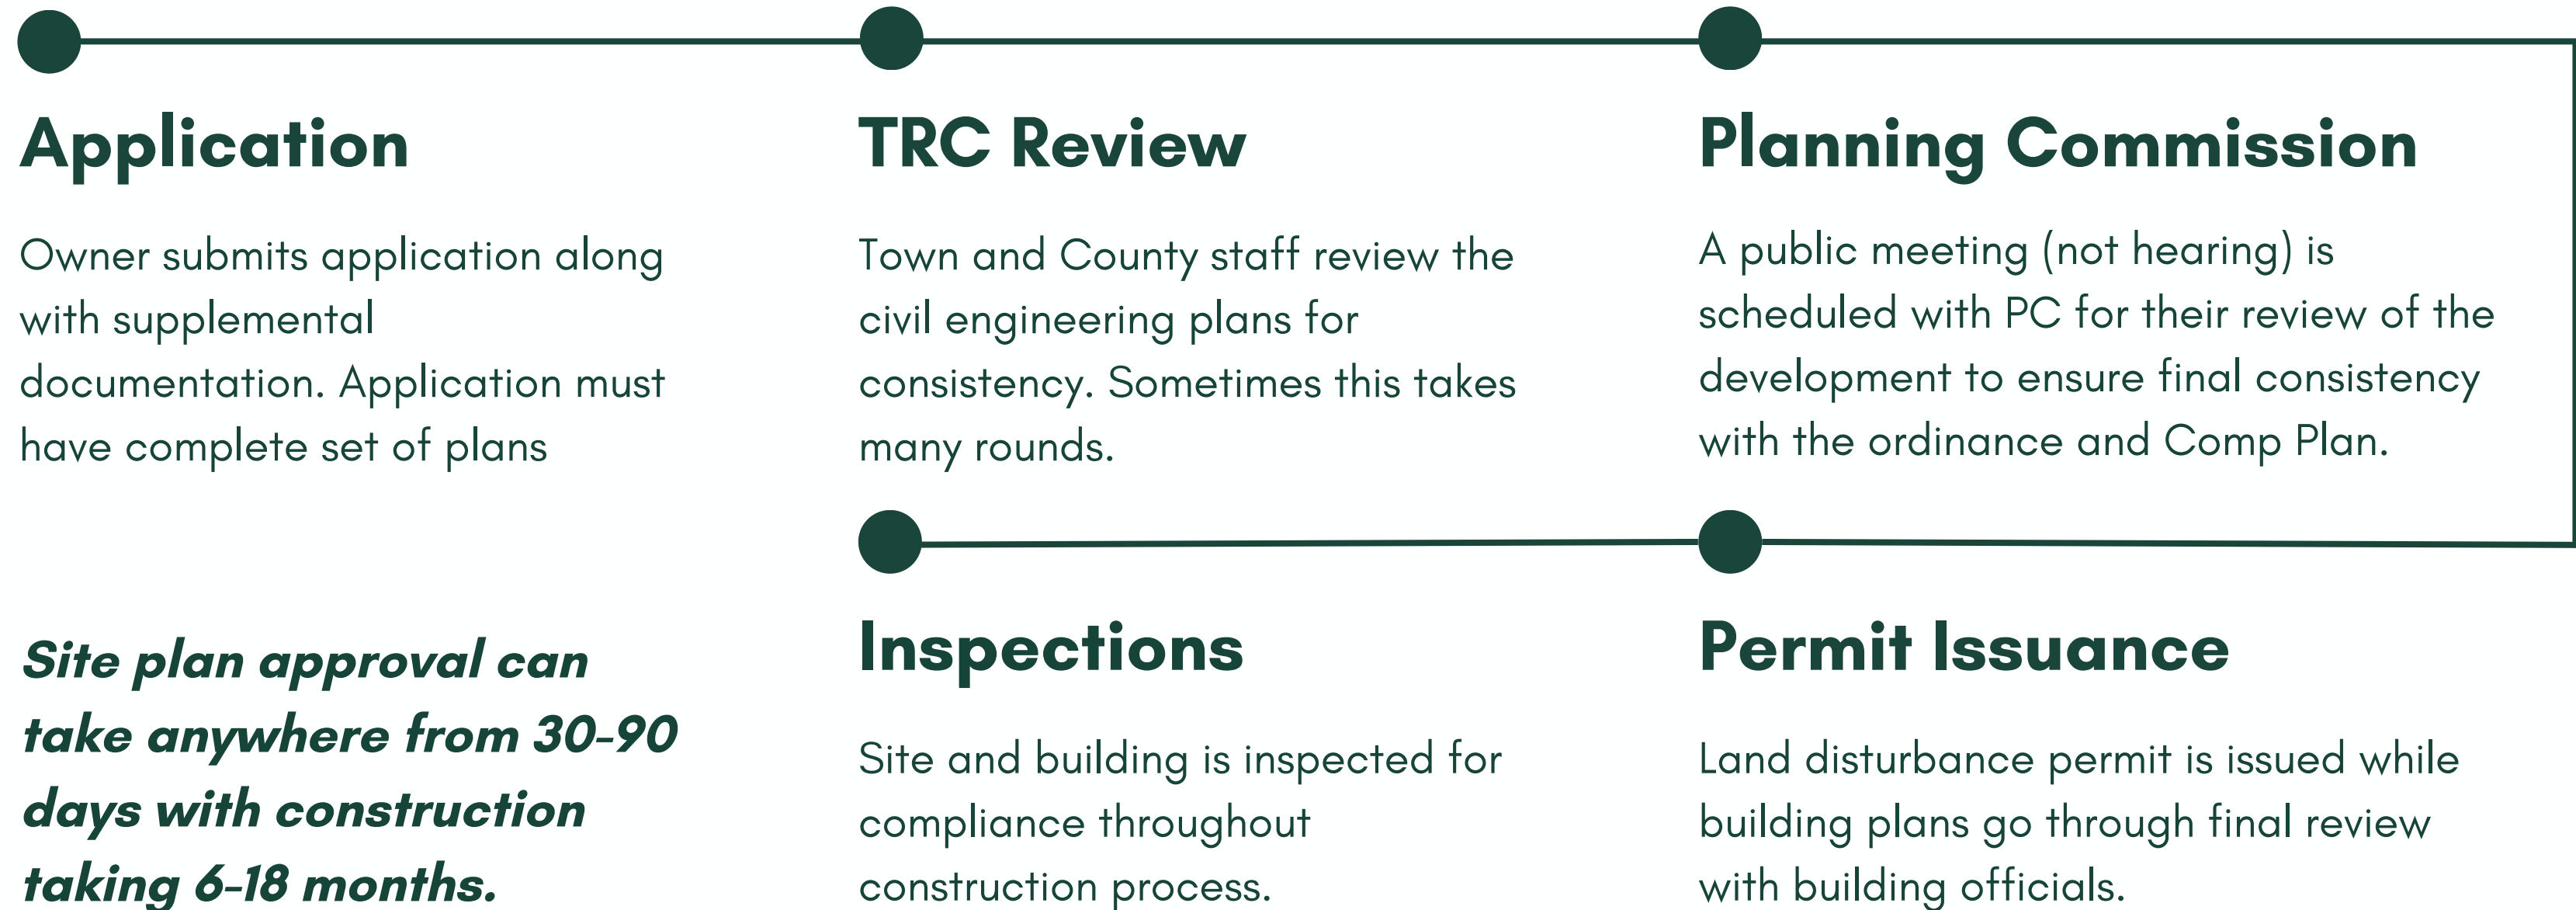 Application
Owner submits application along
with supplemental
documentation. Application must
have complete set of plans
TRC Review
Town and County staff review the
civil engineering plans for
consistency. Sometimes this takes
many rounds.
Planning Commission
A public meeting (not hearing) is
scheduled with PC for their review of the
development to ensure final consistency
with the ordinance and Comp Plan.
Permit Issuance
Land disturbance permit is issued while
building plans go through final review
with building officials.
Inspections
Site and building is inspected for
compliance throughout
construction process.
Site plan approval can
take anywhere from 30-90
days with construction
taking 6-18 months.